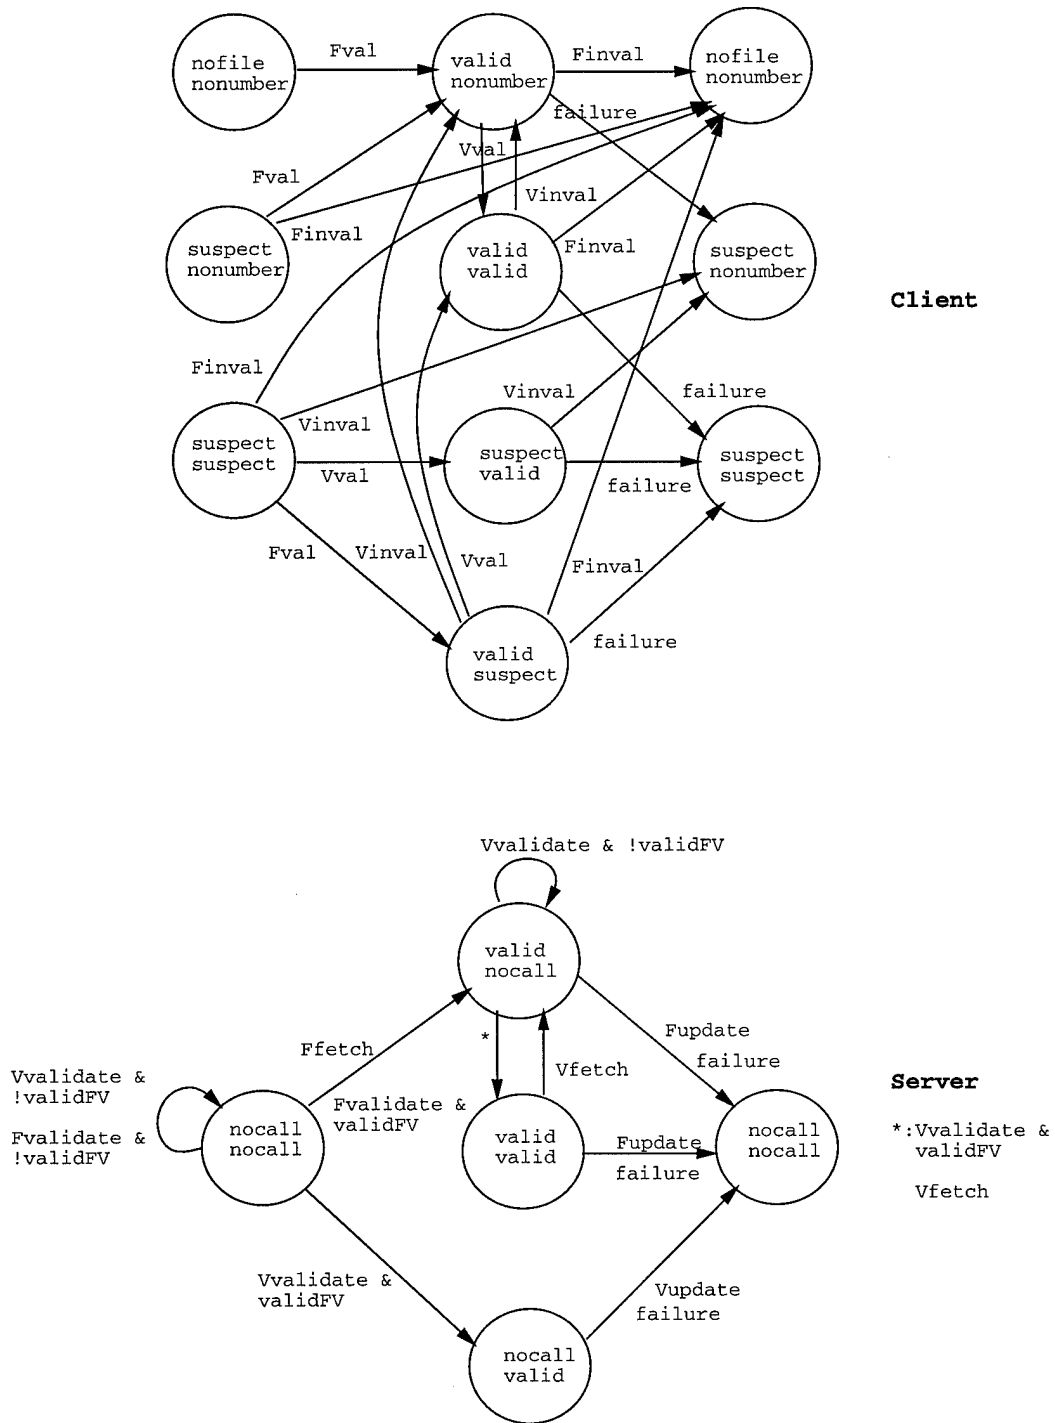 Fval
Finval
nofile
nonumber
valid
nonumber
nofile
nonumber
failure
Vval
Fval
Vinval
Finval
Finval
suspect
nonumber
valid
valid
suspect
nonumber
Client
Finval
Vinval
Vinval
failure
suspect
suspect
suspect
valid
suspect
suspect
Vval
failure
Fval
Vinval
Vval
Finval
failure
valid
suspect
Vvalidate & !validFV
valid
nocall
Ffetch
*
Vfetch
Fupdate
failure
Vvalidate &
!validFV
Fvalidate &
!validFV
nocall
nocall
Fvalidate &
validFV
valid
valid
Fupdate
failure
nocall
nocall
Server
*:Vvalidate &
validFV
Vfetch
Vvalidate &
validFV
Vupdate
failure
nocall
valid